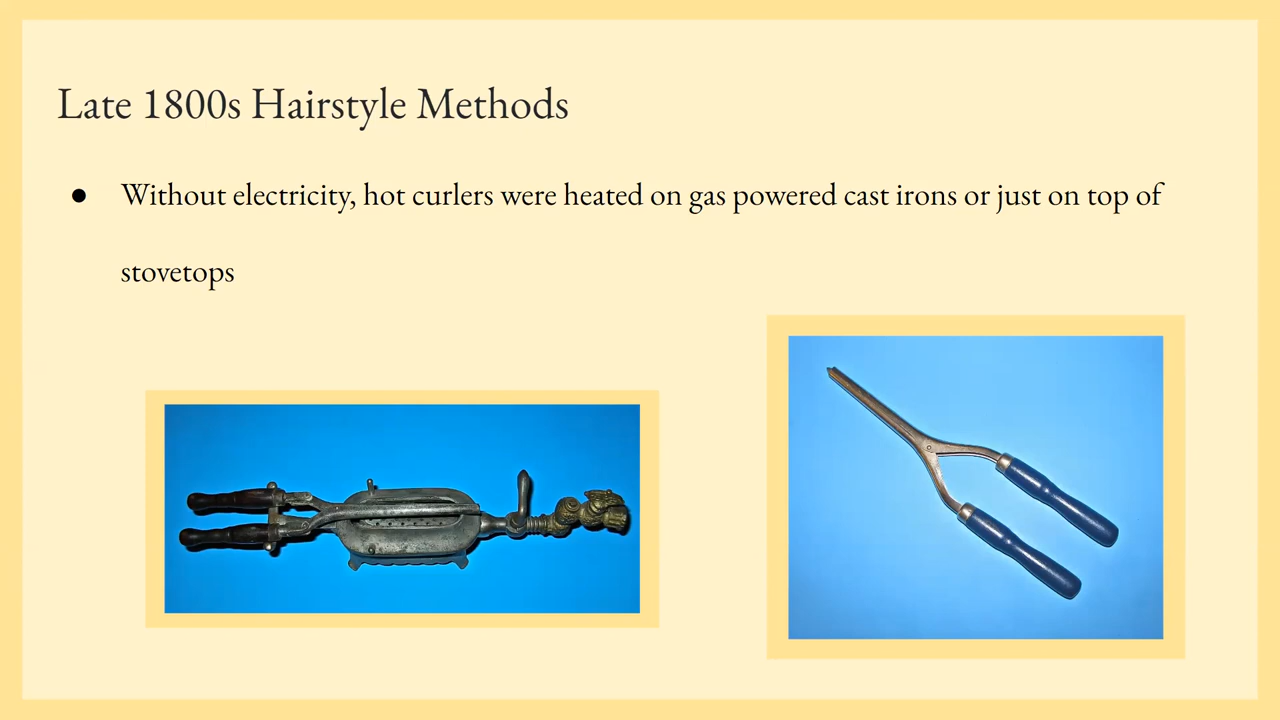 Late 1800s Hairstyle Methods
● Without electricity, hot curlers were heated on gas powered cast irons or just on top of
stovetops